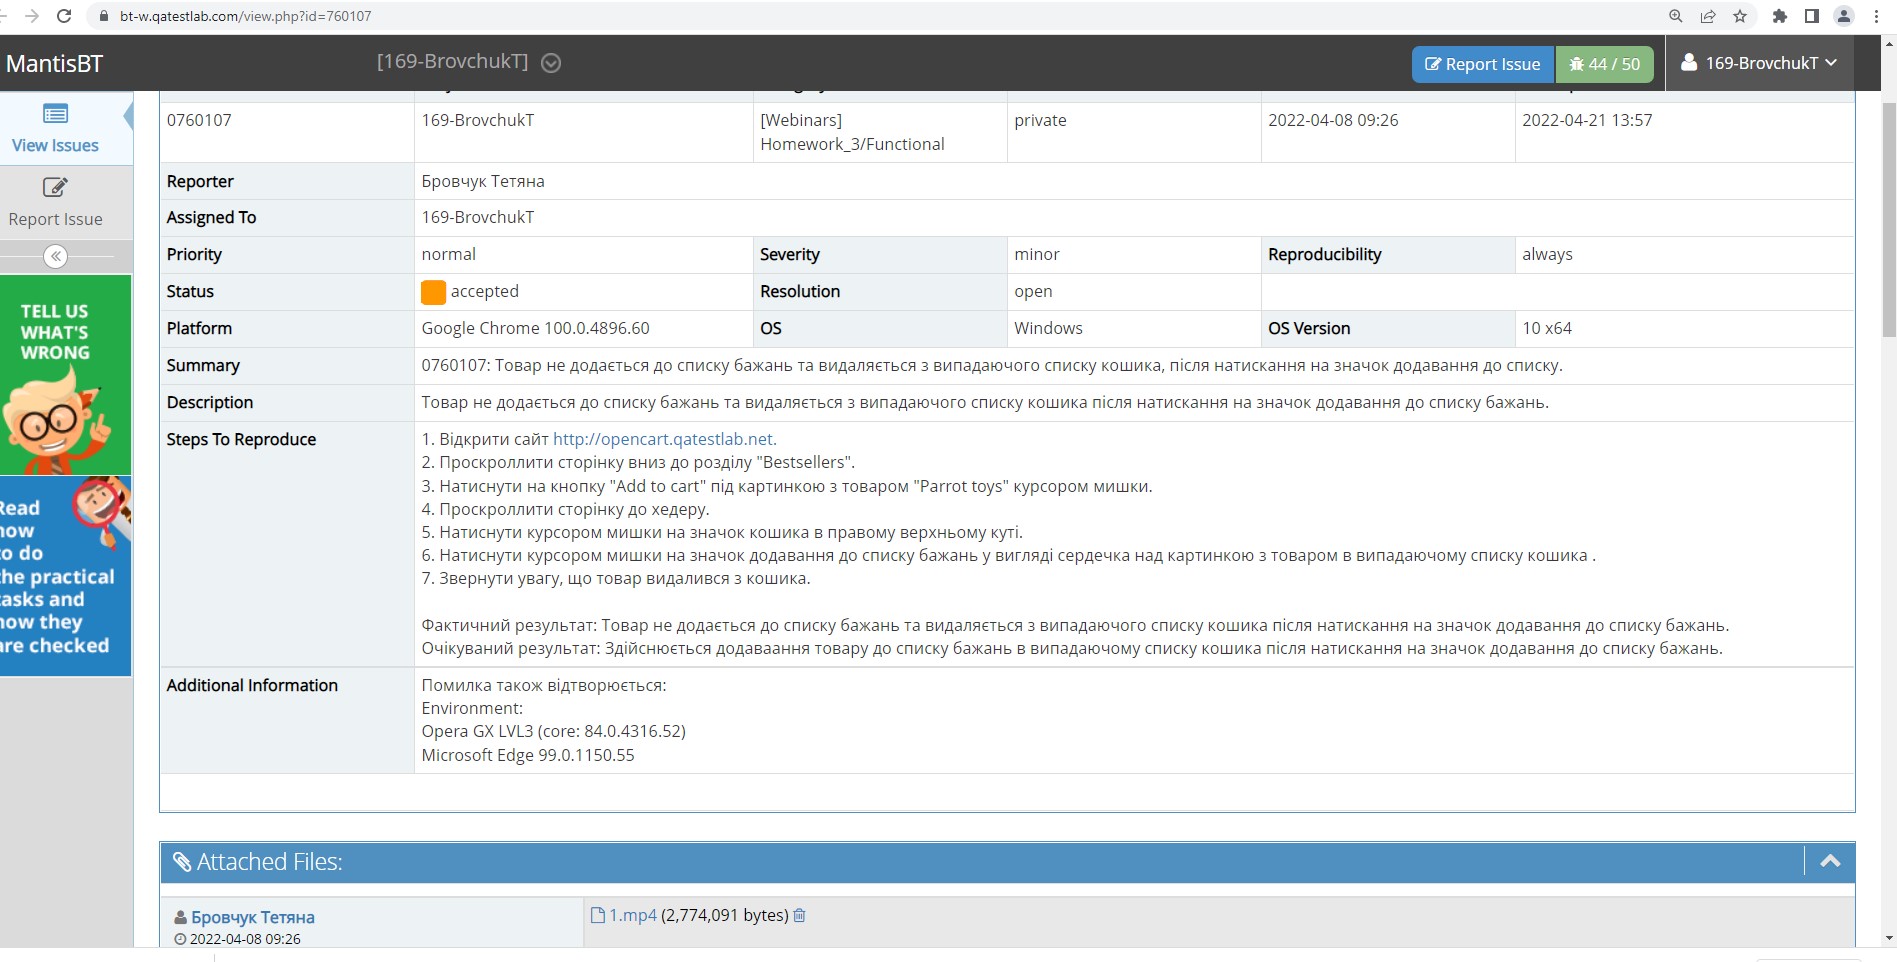 bt-w.qatestlab.com/view.php?id=760107
MantisBT
[169-BrovchukT]
Report Issue
44 / 50
169-BrovchukT
View Issues
Report Issue
TELL US
WHAT'S
WRONG
Read
how
to do
the practical
tasks and
how they
are checked
0760107 169-BrovchukT [Webinars] private 2022-04-08 09:26 2022-04-21 13:57
Homework_3/Functional
Reporter Бровчук Тетяна
Assigned To 169-BrovchukT
Priority normal Severity minor Reproducibility always
Status accepted Resolution open
Platform Google Chrome 100.0.4896.60 OS Windows OS Version 10 x64
Summary 0760107: Товар не додається до списку бажань та видаляється з випадаючого списку кошика, після натискання на значок додавання до списку.
Description Товар не додається до списку бажань та видаляється з випадаючого списку кошика після натискання на значок додавання до списку бажань.
Steps To Reproduce 1. Відкрити сайт http://opencart.qatestlab.net.
2. Проскроллити сторінку вниз до розділу "Bestsellers".
3. Натиснути на кнопку "Add to cart" під картинкою з товаром "Parrot toys" курсором мишки.
4. Проскроллити сторінку до хедеру.
5. Натиснути курсором мишки на значок кошика в правому верхньому куті.
6. Натиснути курсором мишки на значок додавання до списку бажань у вигляді сердечка над картинкою з товаром в випадаючому списку кошика .
7. Звернути увагу, що товар видалився з кошика.
Фактичний результат: Товар не додається до списку бажань та видаляється з випадаючого списку кошика після натискання на значок додавання до списку бажань.
Очікуваний результат: Здійснюється додаваання товару до списку бажань в випадаючому списку кошика після натискання на значок додавання до списку бажань.
Additional Information Помилка також відтворюється:
Environment:
Opera GX LVL3 (core: 84.0.4316.52)
Microsoft Edge 99.0.1150.55
Attached Files:
Бровчук Тетяна 1.mp4 (2,774,091 bytes)
2022-04-08 09:26